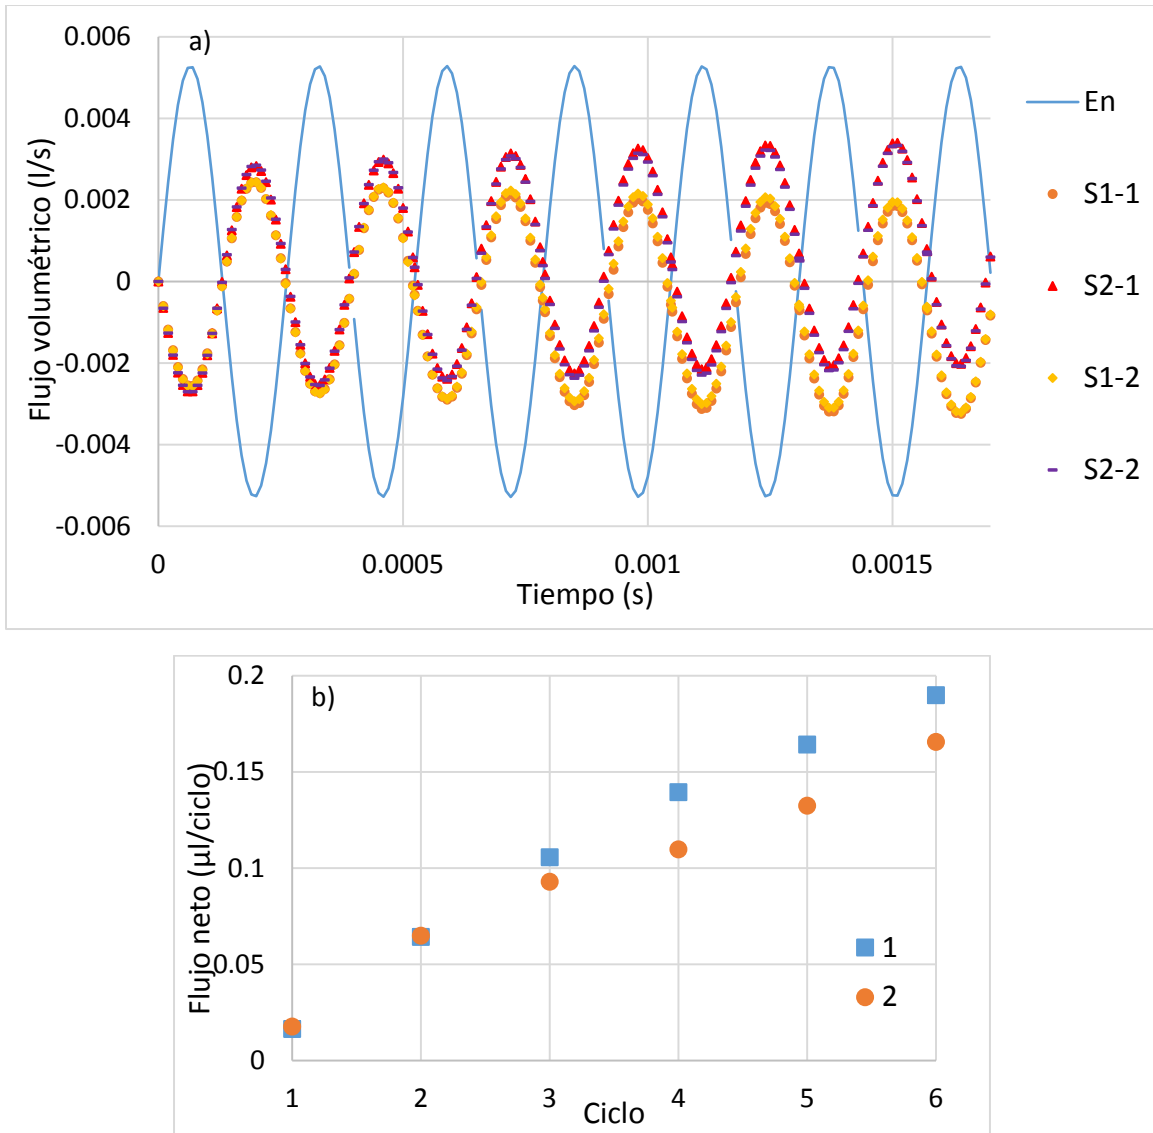 a)
0.006
0.004
0.002
0
-0.002
-0.004
-0.006
Flujo volumétrico (l/s)
0 0.0005 0.001 0.0015
Tiempo (s)
En
S1-1
S2-1
S1-2
S2-2
b)
0.2
0.15
0.1
0.05
0
Flujo neto (µl/ciclo)
1 2 3 4 5 6
Ciclo
1
2